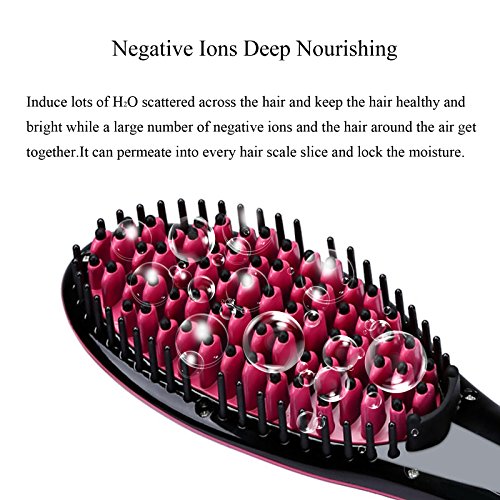 Negative Ions Deep Nourishing
Induce lots of H₂O scattered across the hair and keep the hair healthy and
bright while a large number of negative ions and the hair around the air get
together.It can permeate into every hair scale slice and lock the moisture.